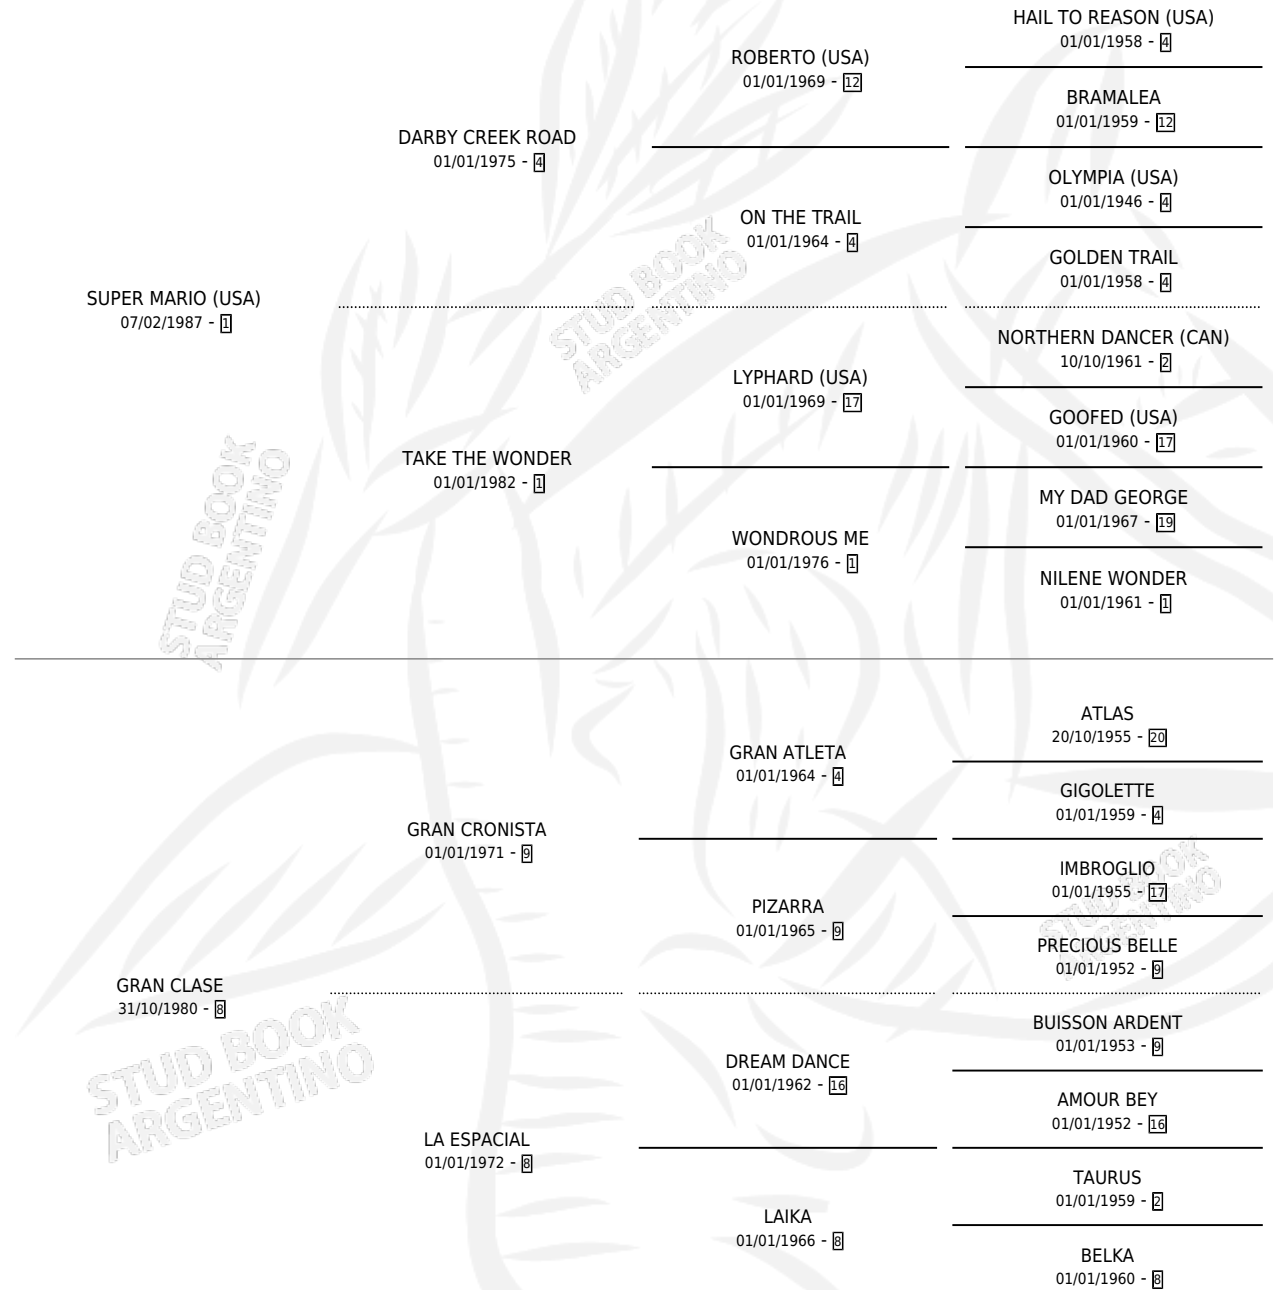 HAIL TO REASON (USA)
01/01/1958 - 4
ROBERTO (USA)
01/01/1969 - 12
BRAMALEA
01/01/1959 - 12
DARBY CREEK ROAD
01/01/1975 - 4
OLYMPIA (USA)
01/01/1946 - 4
ON THE TRAIL
01/01/1964 - 4
GOLDEN TRAIL
01/01/1958 - 4
STUD BOOK
ARGENTINO
SUPER MARIO (USA)
07/02/1987 - 1
NORTHERN DANCER (CAN)
10/10/1961 - 2
LYPHARD (USA)
01/01/1969 - 17
GOOFED (USA)
01/01/1960 - 17
TAKE THE WONDER
01/01/1982 - 1
MY DAD GEORGE
01/01/1967 - 19
WONDROUS ME
01/01/1976 - 1
NILENE WONDER
01/01/1961 - 1
STUD BOOK
ARGENTINO
ATLAS
20/10/1955 - 20
GRAN ATLETA
01/01/1964 - 4
GIGOLETTE
01/01/1959 - 4
GRAN CRONISTA
01/01/1971 - 9
IMBROGLIO
01/01/1955 - 17
PIZARRA
01/01/1965 - 9
PRECIOUS BELLE
01/01/1952 - 9
STUD BOOK
ARGENTINO
GRAN CLASE
31/10/1980 - 8
BUISSON ARDENT
01/01/1953 - 9
DREAM DANCE
01/01/1962 - 16
AMOUR BEY
01/01/1952 - 16
STUD BOOK
ARGENTINO
LA ESPACIAL
01/01/1972 - 8
TAURUS
01/01/1959 - 2
LAIKA
01/01/1966 - 8
BELKA
01/01/1960 - 8